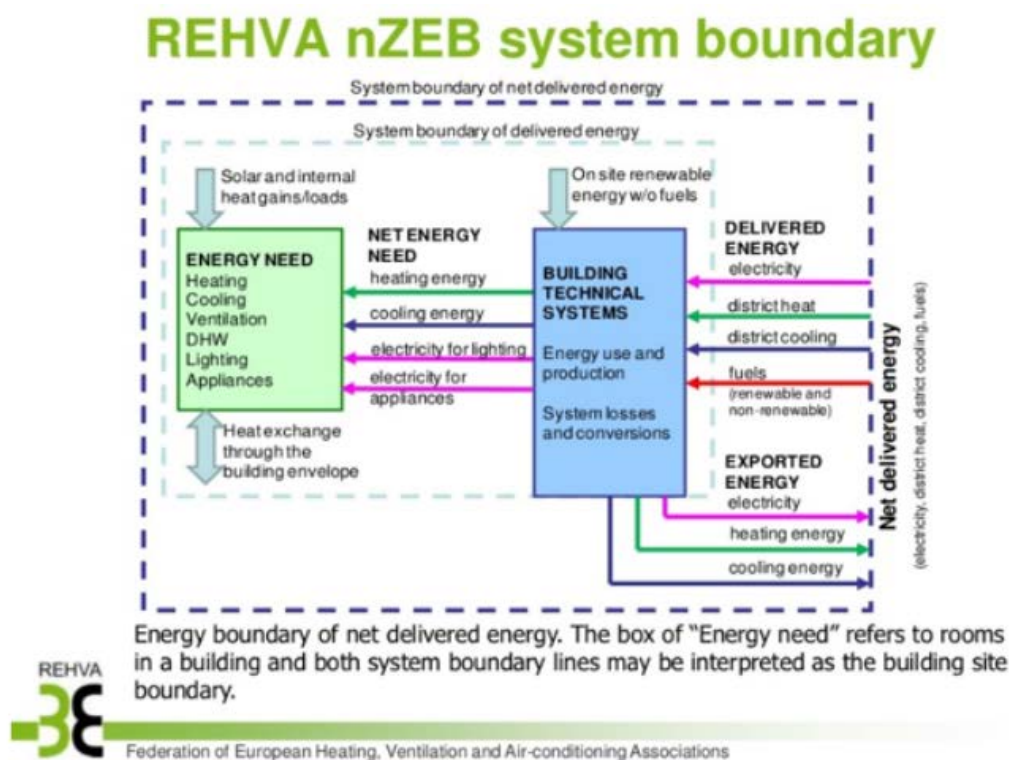 REHVA nZEB system boundary
System boundary of net delivered energy
System boundary of delivered energy
Solar and internal
heat gains/loads
On site renewable
energy w/o fuels
ENERGY NEED
Heating
Cooling
Ventilation
DHW
Lighting
Appliances
NET ENERGY
NEED
heating energy
cooling energy
electricity for lighting
electricity for
appliances
BUILDING
TECHNICAL
SYSTEMS
Energy use and
production
System losses
and conversions
DELIVERED
ENERGY
electricity
district heat
district cooling
fuels
(renewable and
non-renewable)
EXPORTED
ENERGY
electricity
heating energy
cooling energy
Net delivered energy
(electricity, district heat, district cooling, fuels)
Heat exchange
through the
building envelope
Energy boundary of net delivered energy. The box of “Energy need” refers to rooms
in a building and both system boundary lines may be interpreted as the building site
boundary.
REHVA
Federation of European Heating, Ventilation and Air-conditioning Associations